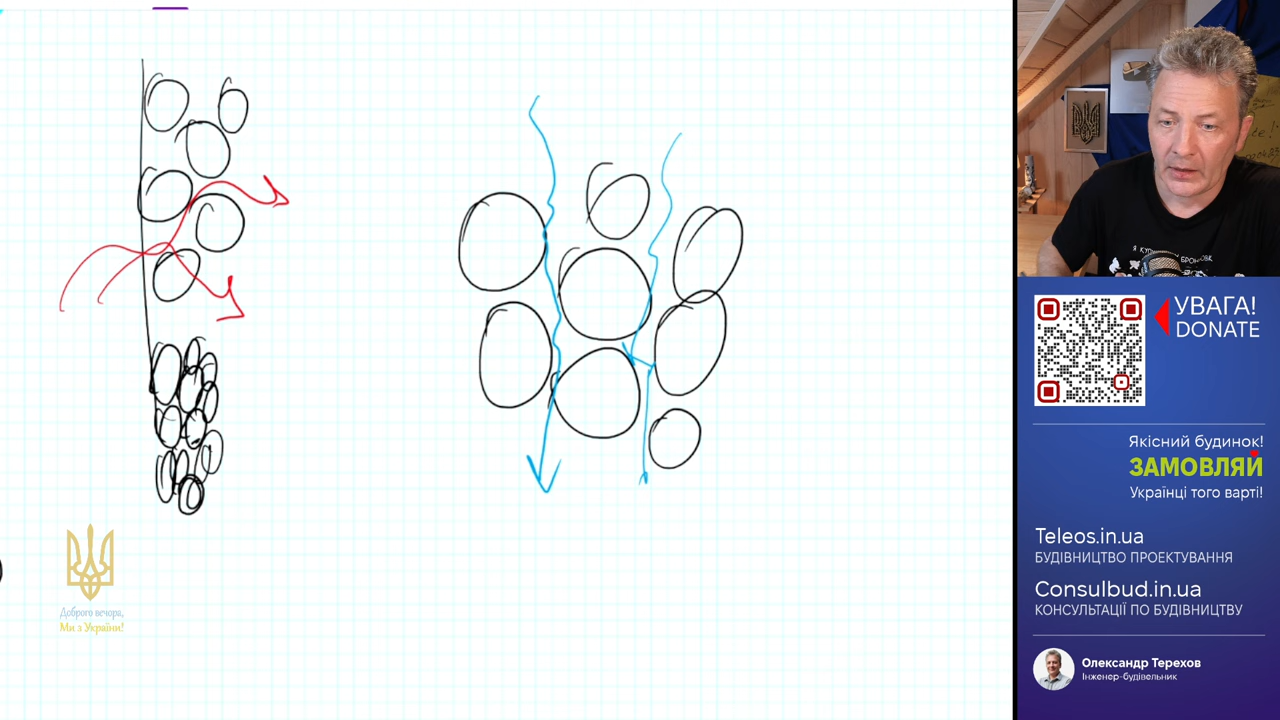 Доброго вечора,
Ми з України!
УВАГА!
DONATE
Якісний будинок!
ЗАМОВЛЯЙ
Українці того варті!
Teleos.in.ua
БУДІВНИЦТВО ПРОЕКТУВАННЯ
Consulbud.in.ua
КОНСУЛЬТАЦІЇ ПО БУДІВНИЦТВУ
Олександр Терехов
Інженер-будівельник